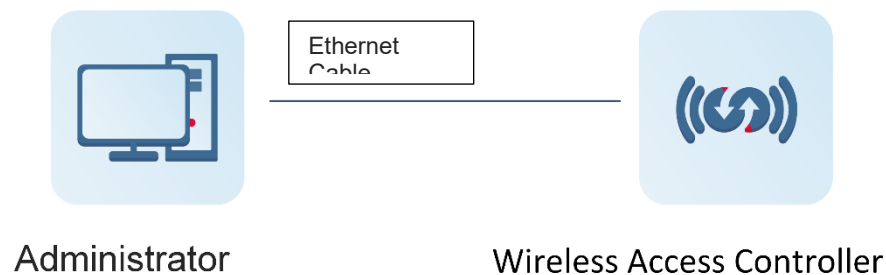 Ethernet
Cable
Administrator
Wireless Access Controller